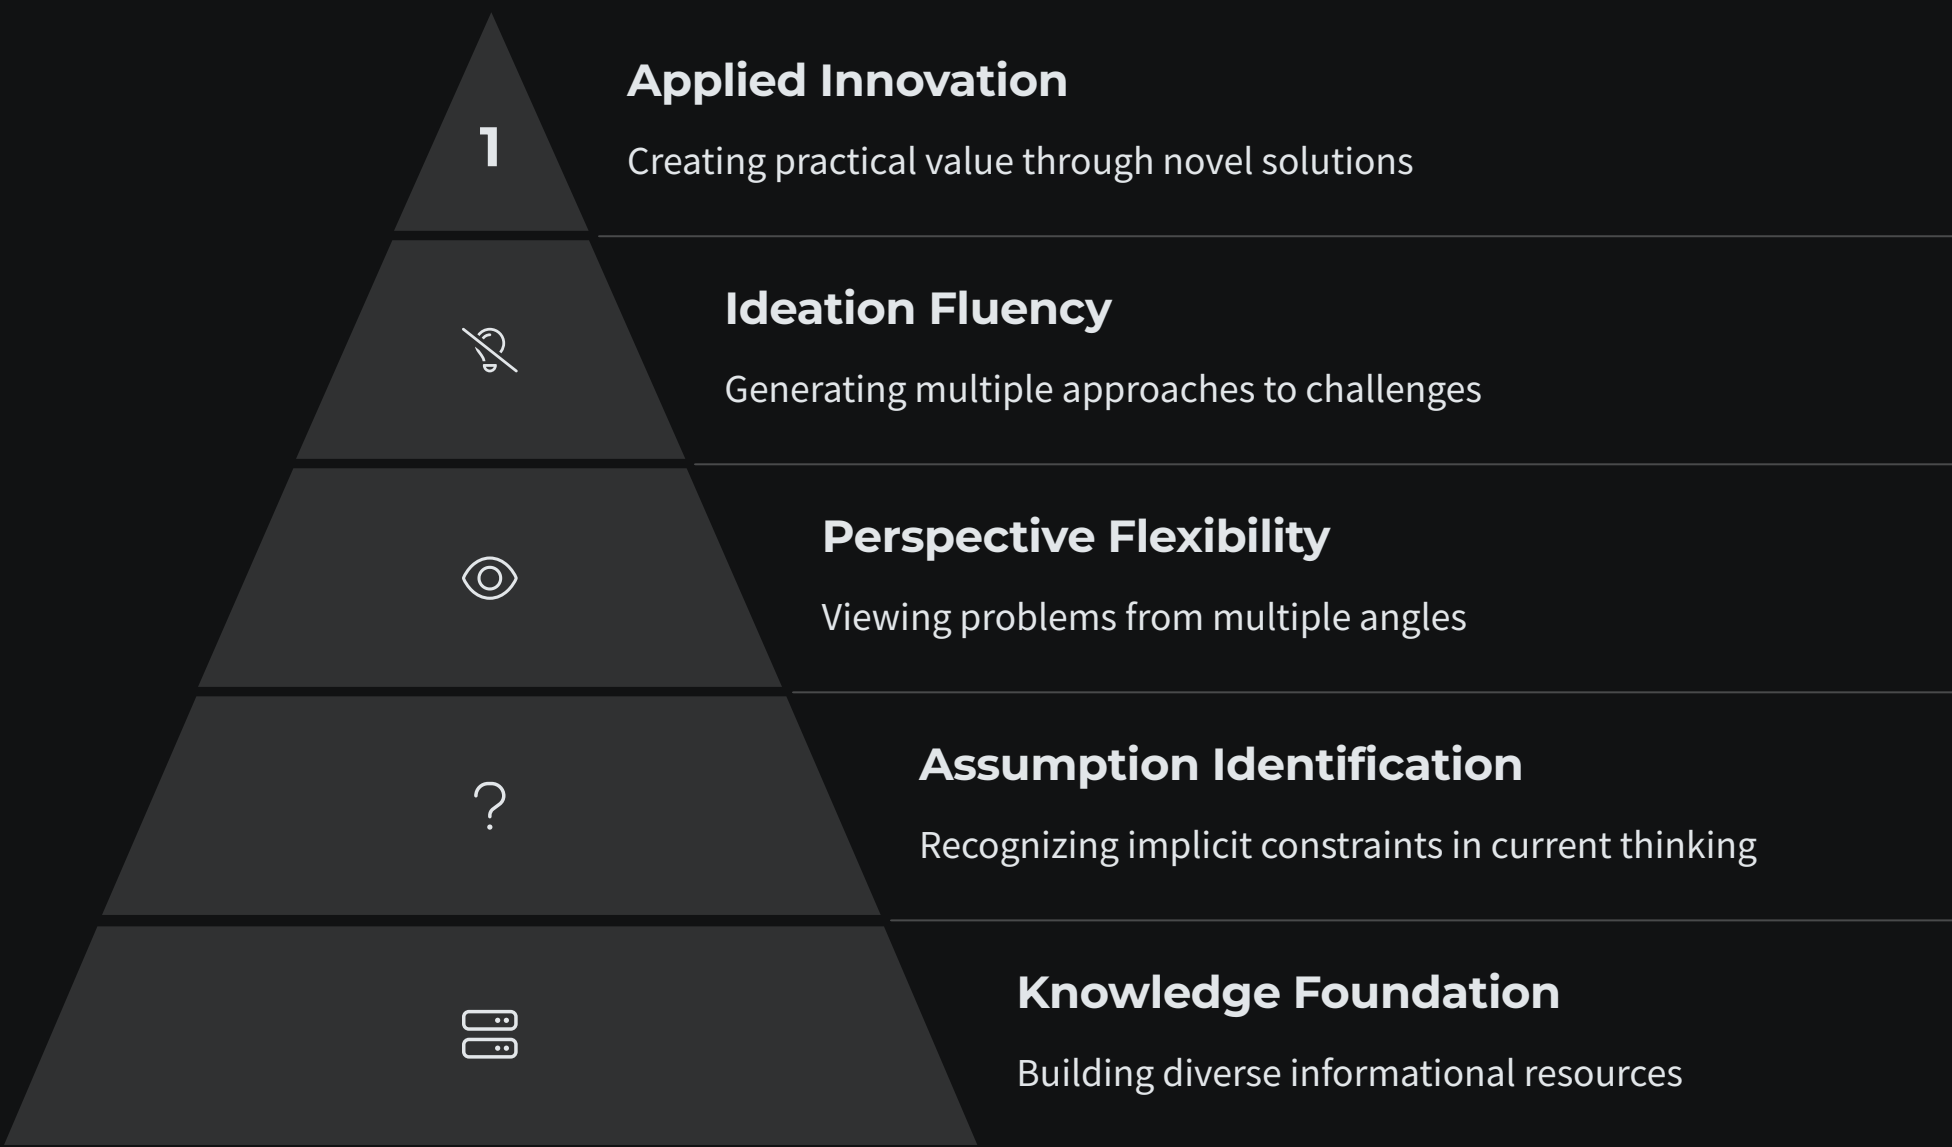 1
Applied Innovation
Creating practical value through novel solutions
Ideation Fluency
Generating multiple approaches to challenges
Perspective Flexibility
Viewing problems from multiple angles
?
Assumption Identification
Recognizing implicit constraints in current thinking
Knowledge Foundation
Building diverse informational resources